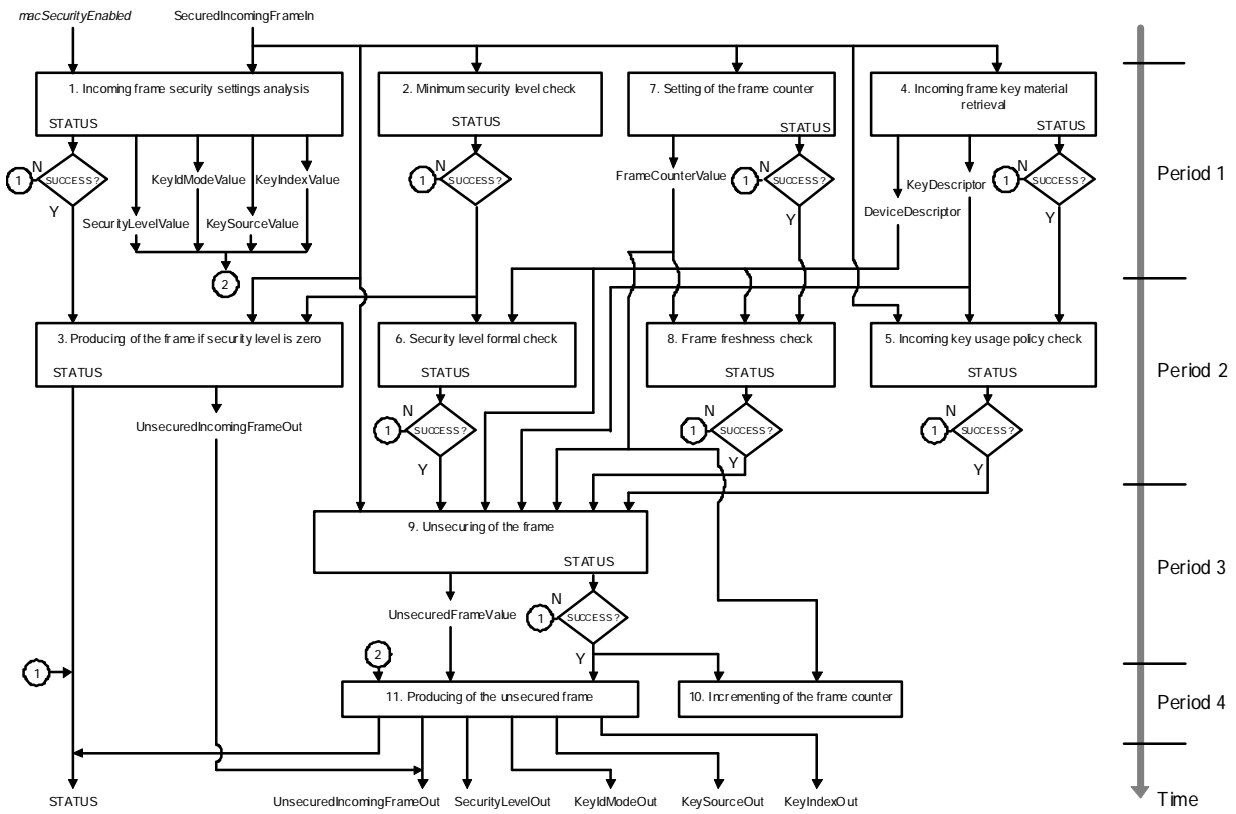 macSecurityEnabled
SecuredIncomingFrameIn
1. Incoming frame security settings analysis
STATUS
2. Minimum security level check
STATUS
7. Setting of the frame counter
STATUS
4. Incoming frame key material
retrieval
STATUS
N
1
SUCCESS?
Y
KeyIdModeValue
KeyIndexValue
SecurityLevelValue
KeySourceValue
2
N
1
SUCCESS?
FrameCounterValue
N
1
SUCCESS?
Y
KeyDescriptor
DeviceDescriptor
N
1
SUCCESS?
Y
Period 1
3. Producing of the frame if security level is zero
STATUS
6. Security level formal check
STATUS
8. Frame freshness check
STATUS
5. Incoming key usage policy check
STATUS
Period 2
UnsecuredIncomingFrameOut
N
1
SUCCESS?
Y
N
1
SUCCESS?
Y
N
1
SUCCESS?
Y
9. Unsecuring of the frame
STATUS
Period 3
UnsecuredFrameValue
N
1
SUCCESS?
Y
2
1
11. Producing of the unsecured frame
10. Incrementing of the frame counter
Period 4
STATUS
UnsecuredIncomingFrameOut
SecurityLevelOut
KeyIdModeOut
KeySourceOut
KeyIndexOut
Time